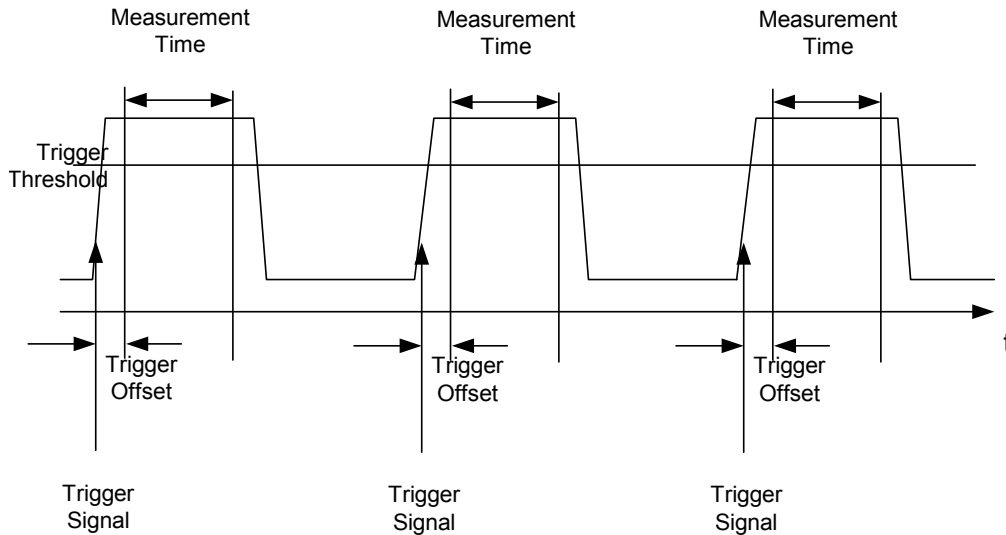 Measurement
Time
Measurement
Time
Measurement
Time
Trigger
Threshold
t
Trigger
Offset
Trigger
Offset
Trigger
Offset
Trigger
Signal
Trigger
Signal
Trigger
Signal